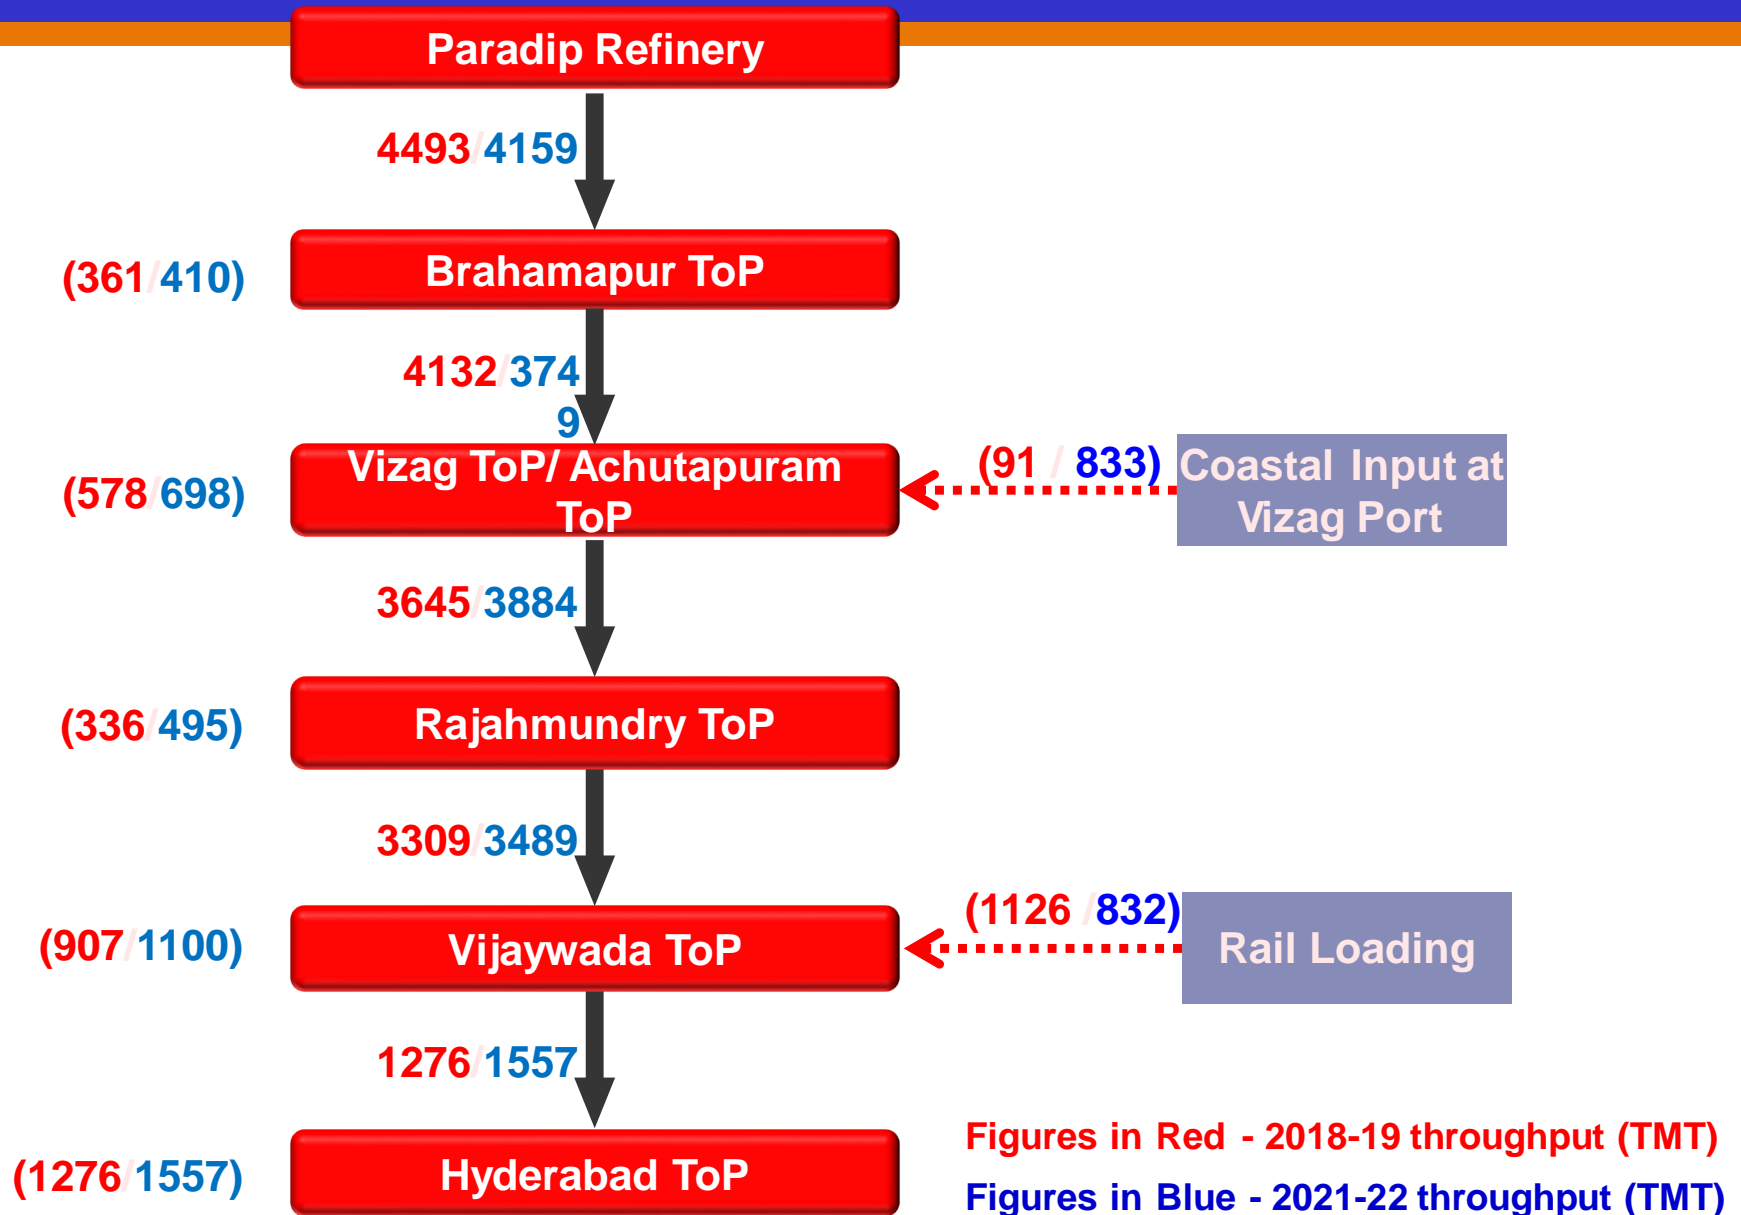 Paradip Refinery
4493/4159
(361/410)
Brahamapur ToP
4132/374
9
(578/698)
Vizag ToP/ Achutapuram
ToP
(91 / 833)
Coastal Input at
Vizag Port
3645/3884
(336/495)
Rajahmundry ToP
3309/3489
(907/1100)
Vijaywada ToP
(1126 /832)
Rail Loading
1276/1557
(1276/1557)
Hyderabad ToP
Figures in Red - 2018-19 throughput (TMT)
Figures in Blue - 2021-22 throughput (TMT)